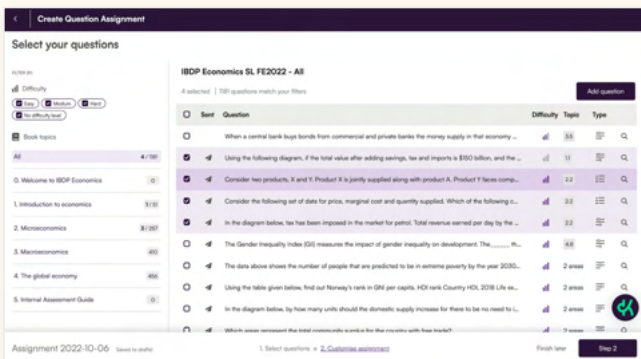 Create Question Assignment
Select your questions
FILTER BY:
Difficulty
Easy Medium Hard
No difficulty level
Book topics
All 4/1181
0. Welcome to IBDP Economics 0
1. Introduction to economics 1/51
2. Microeconomics 3/257
3. Macroeconomics 410
4. The global economy 466
5. Internal Assessment Guide 0
IBDP Economics SL FE2022 - All
4 selected | 1181 questions match your filters
Add question
Sent Question Difficulty Topic Type
When a central bank buys bonds from commercial and private banks the money supply in that economy ... 3.5
Using the following diagram, if the total value after adding savings, tax and imports is $150 billion, and the ... 1.1
Consider two products, X and Y. Product X is jointly supplied along with product A. Product Y faces comp... 2.2
Consider the following set of date for price, marginal cost and quantity supplied. Which of the following c... 2.2
In the diagram below, tax has been imposed in the market for petrol. Total revenue earned per day by the ... 2.2
The Gender Inequality Index (GII) measures the impact of gender inequality on development. The_____ th... 4.8
The data above shows the number of people that are predicted to be in extreme poverty by the year 2030... 2 areas
Using the table given below, find out Norway's rank in GNI per capita, HDI rank Country HDI, 2018 Life ex... 2 areas
In the diagram below, by how many units should the domestic supply increase for there to be no need to i... 2 areas
Which areas represent the total community surplus for the country with free trade? 2 areas
Assignment 2022-10-06 Saved to drafts
1. Select questions > 2. Customise assignment
Finish later
Step 2